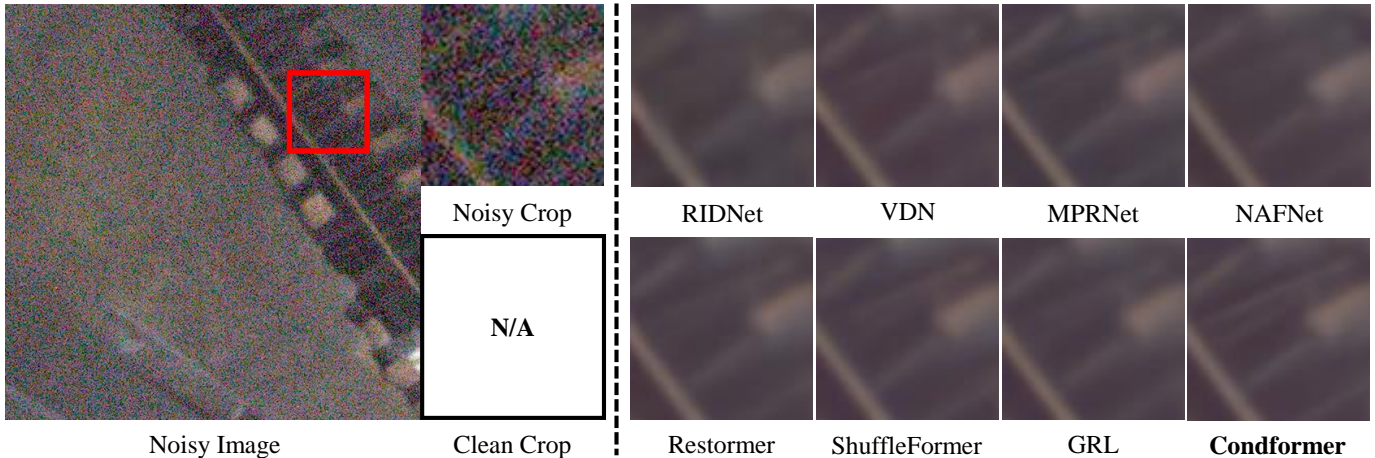 Noisy Crop
RIDNet
VDN
MPRNet
NAFNet
N/A
Noisy Image
Clean Crop
Restormer
ShuffleFormer
GRL
Condformer